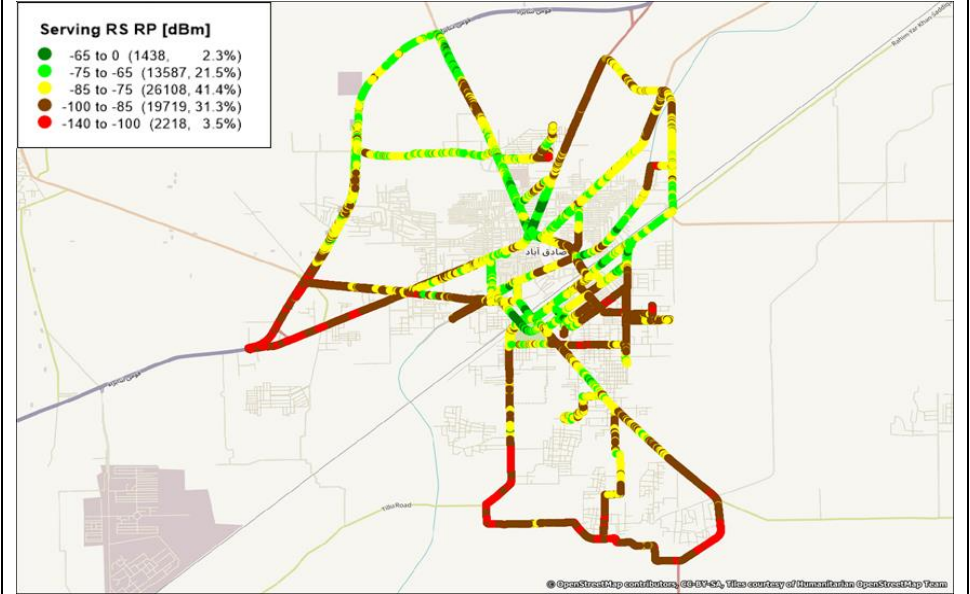 Serving RS RP [dBm]
-65 to 0 (1438, 2.3%)
-75 to -65 (13587, 21.5%)
-85 to -75 (26108, 41.4%)
-100 to -85 (19719, 31.3%)
-140 to -100 (2218, 3.5%)
صادق آباد
Tillo Road
© OpenStreetMap contributors, CC-BY-SA, Tiles courtesy of Humanitarian OpenStreetMap Team